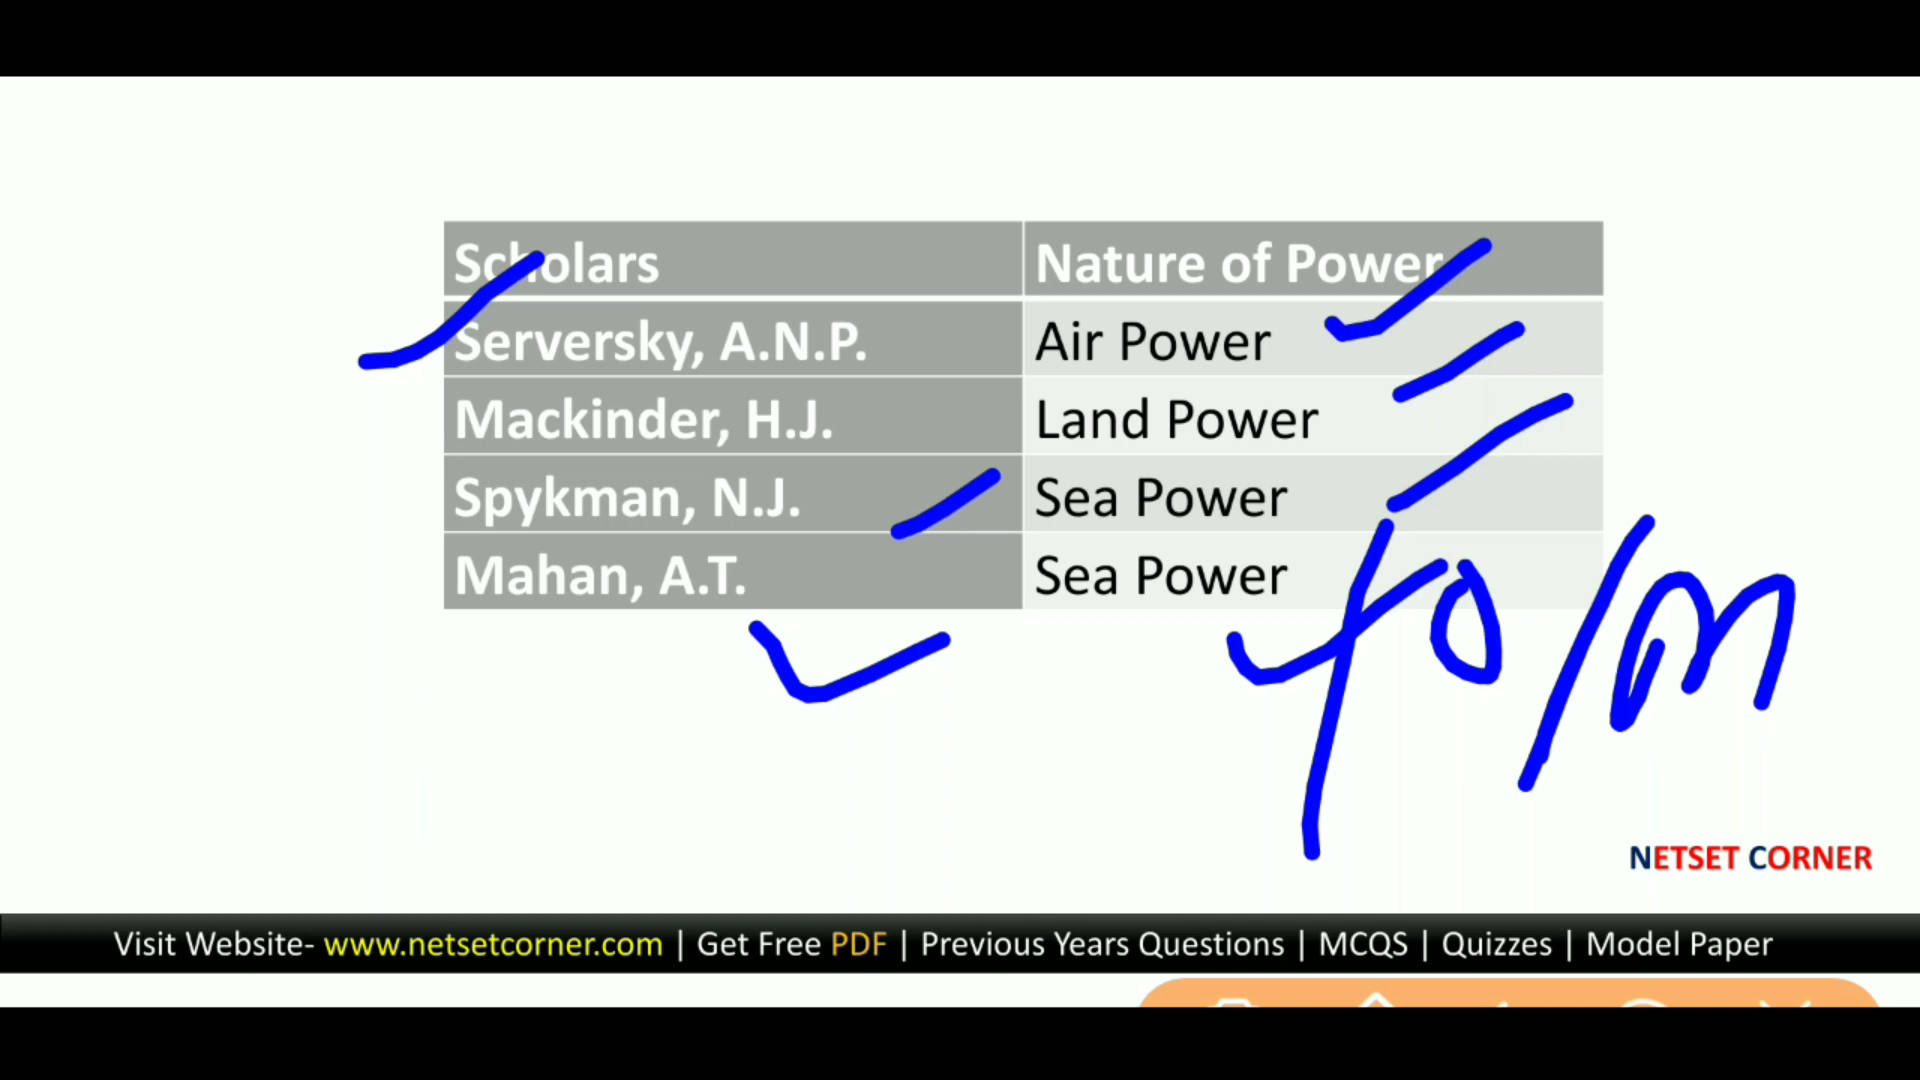 Scholars Nature of Power
Serversky, A.N.P. Air Power
Mackinder, H.J. Land Power
Spykman, N.J. Sea Power
Mahan, A.T. Sea Power
NETSET CORNER
Visit Website- www.netsetcorner.com | Get Free PDF | Previous Years Questions | MCQS | Quizzes | Model Paper